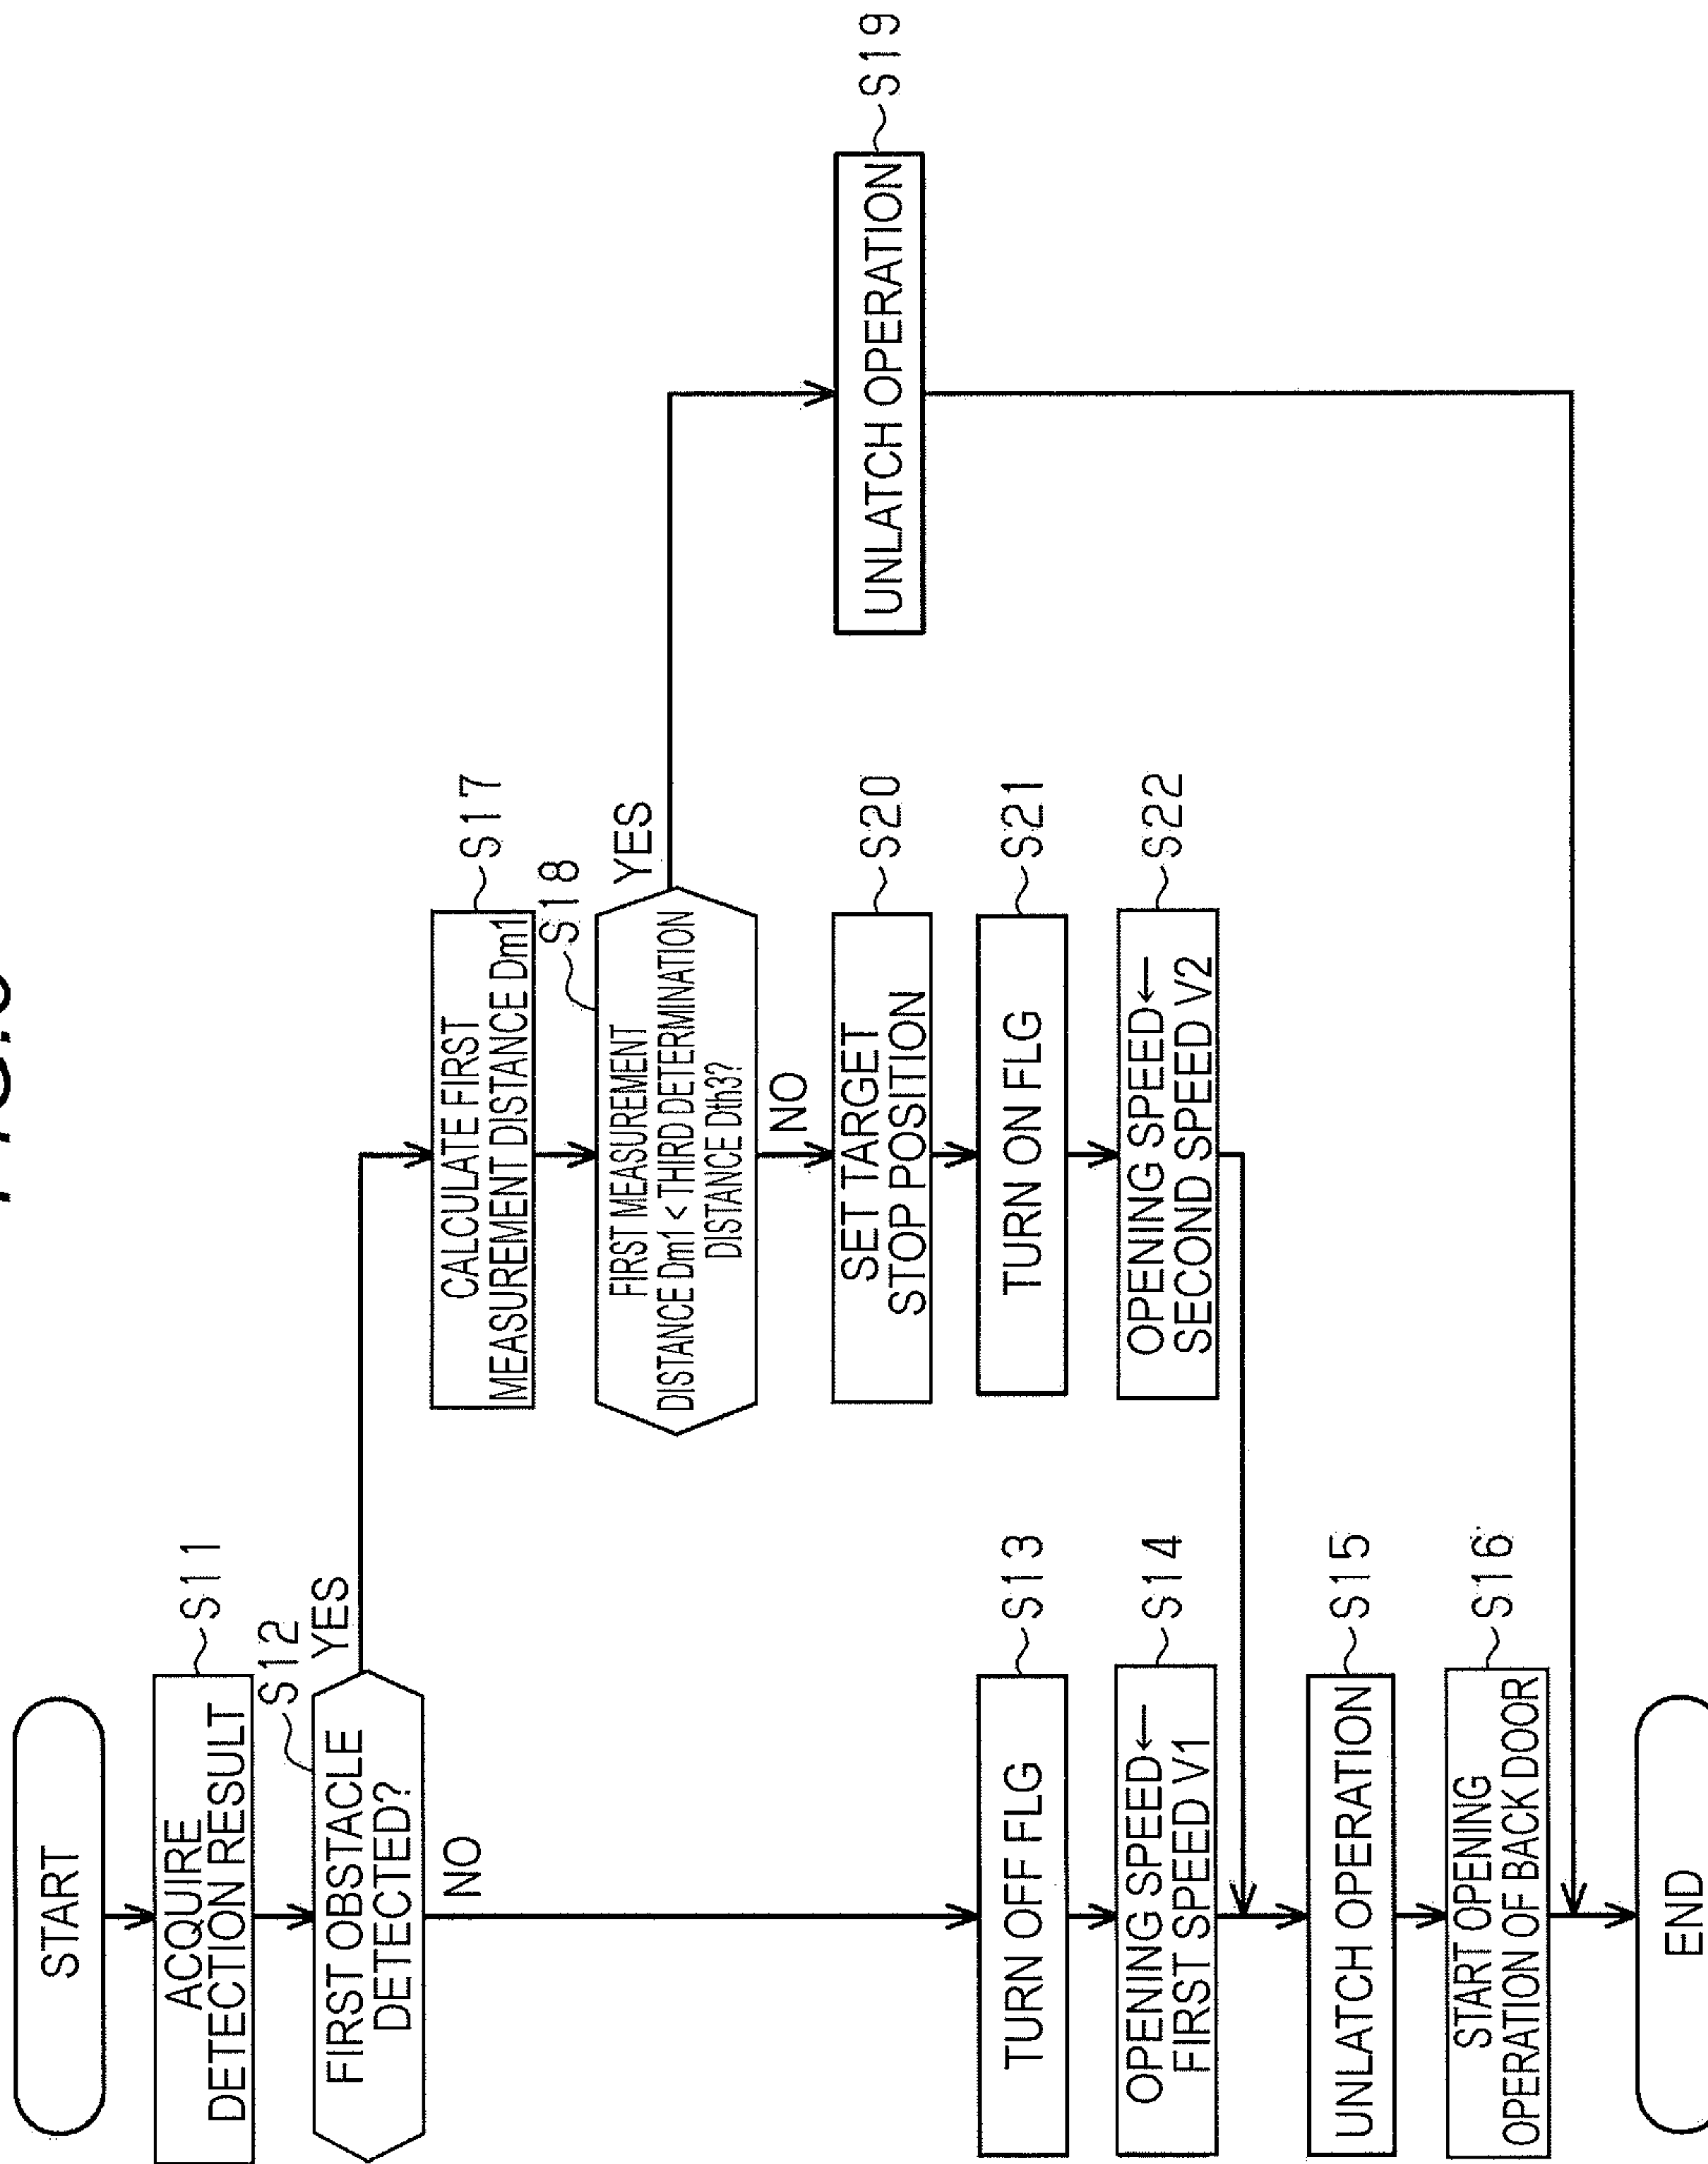 START
ACQUIRE
DETECTION RESULT
S11
FIRST OBSTACLE
DETECTED?
S12
YES
NO
TURN OFF FLG
S13
OPENING SPEED←
FIRST SPEED V1
S14
UNLATCH OPERATION
S15
START OPENING
OPERATION OF BACK DOOR
S16
END
CALCULATE FIRST
MEASUREMENT DISTANCE Dm1
S17
FIRST MEASUREMENT
DISTANCE Dm1 < THIRD DETERMINATION
DISTANCE Dth3?
S18
YES
NO
SET TARGET
STOP POSITION
S20
TURN ON FLG
S21
OPENING SPEED←
SECOND SPEED V2
S22
UNLATCH OPERATION
S19